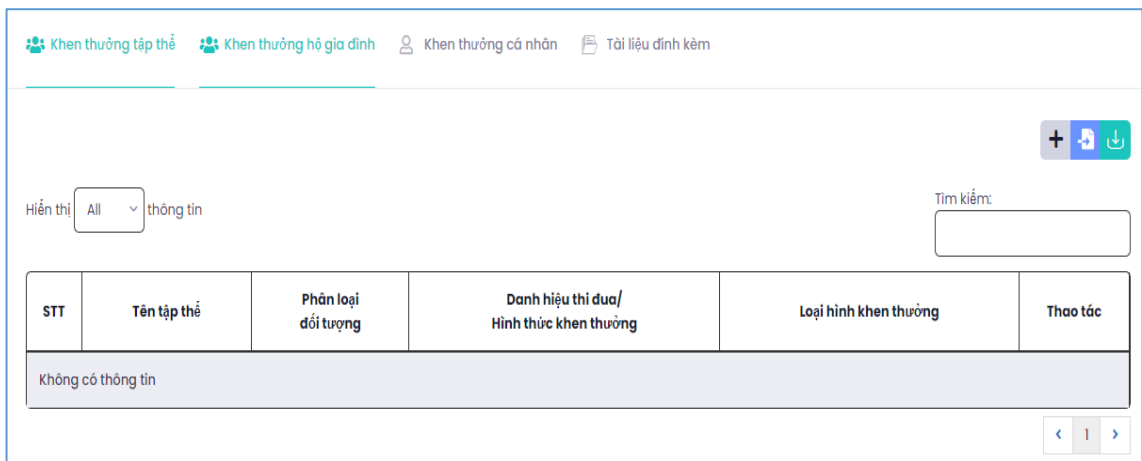 Khen thưởng tập thể Khen thưởng hộ gia đình Khen thưởng cá nhân Tài liệu đính kèm
Hiển thị All thông tin
Tìm kiếm:
STT Tên tập thể Phân loại đối tượng Danh hiệu thi đua/ Hình thức khen thưởng Loại hình khen thưởng Thao tác
Không có thông tin
1